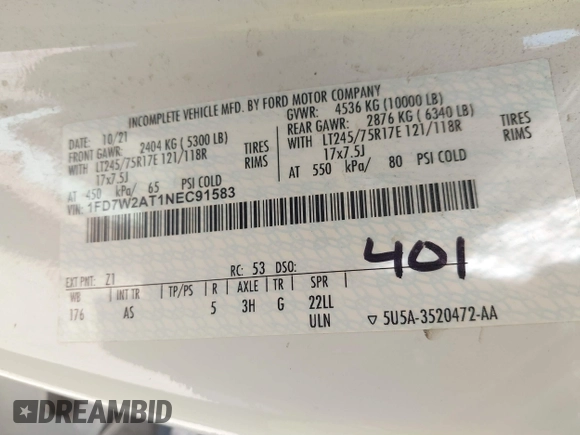 INCOMPLETE VEHICLE MFD. BY FORD MOTOR COMPANY
DATE: 10/21 GVWR: 4536 KG (10000 LB)
FRONT GAWR: 2404 KG ( 5300 LB) REAR GAWR: 2876 KG ( 6340 LB)
WITH LT245/75R17E 121/118R TIRES WITH LT245/75R17E 121/118R TIRES
17x7.5J RIMS 17x7.5J RIMS
AT 450 kPa/ 65 PSI COLD AT 550 kPa/ 80 PSI COLD
VIN: 1FD7W2AT1NEC91583
401
EXT PNT: Z1 RC: 53 DSO:
WB INT TR TP/PS R AXLE TR SPR
176 AS 5 3H G 22LL
ULN ▽ 5U5A-3520472-AA
DREAMBID